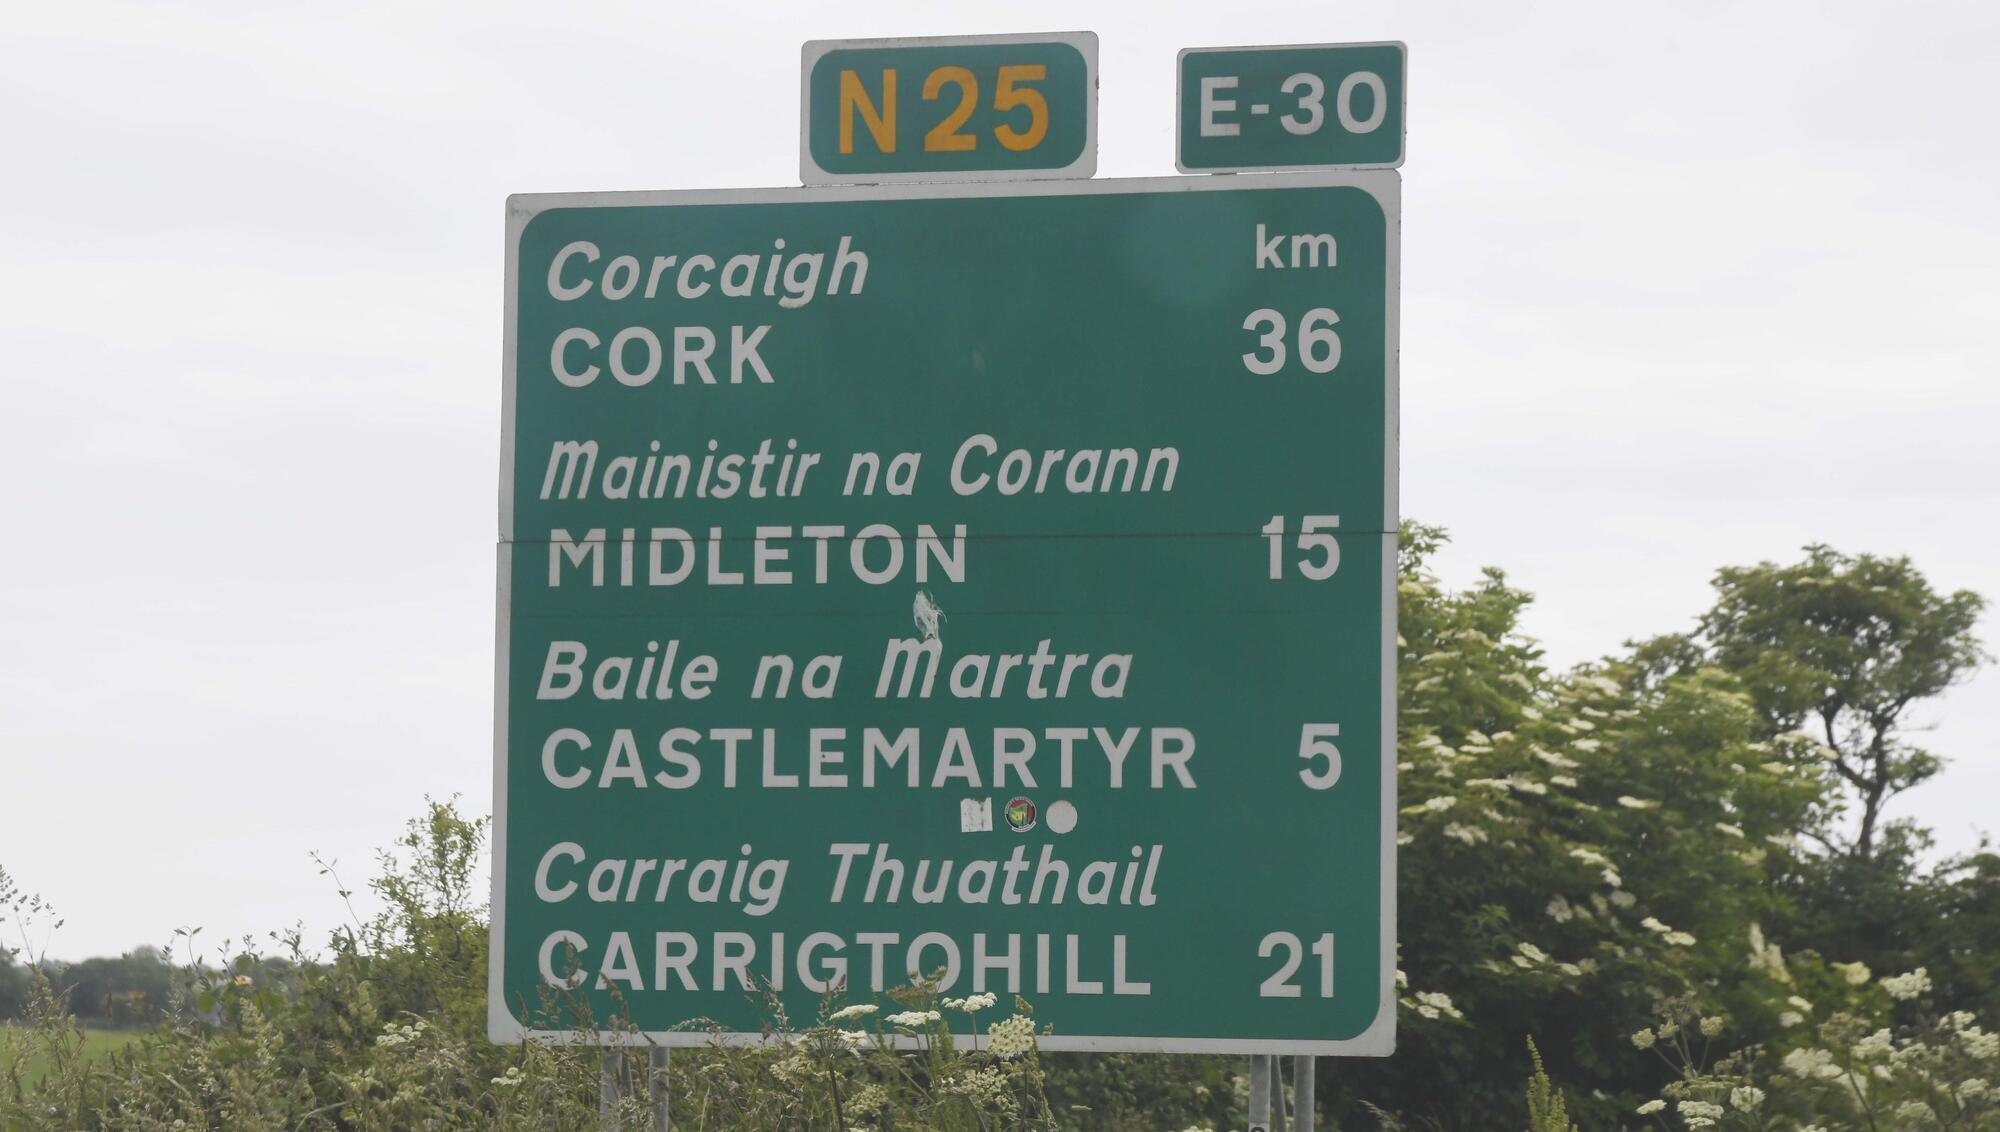 N25
E-30
km
Corcaigh
CORK 36
Mainistir na Corann
MIDLETON 15
Baile na Martra
CASTLEMARTYR 5
Carraig Thuathail
CARRIGTOHILL 21